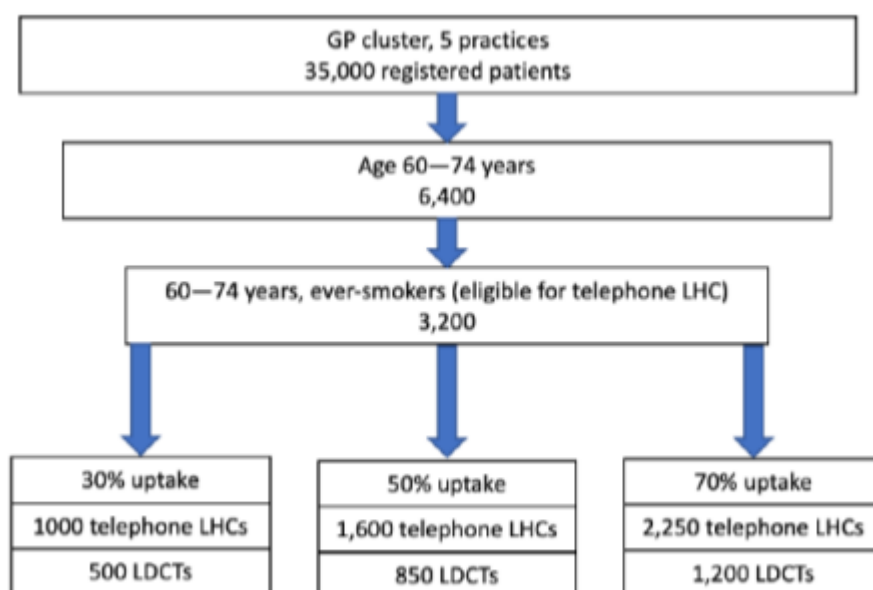 GP cluster, 5 practices
35,000 registered patients
Age 60—74 years
6,400
60—74 years, ever-smokers (eligible for telephone LHC)
3,200
30% uptake
1000 telephone LHCs
500 LDCTs
50% uptake
1,600 telephone LHCs
850 LDCTs
70% uptake
2,250 telephone LHCs
1,200 LDCTs